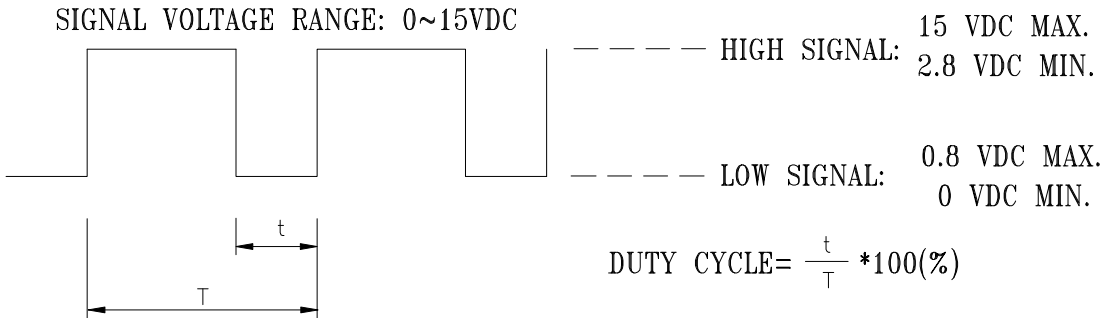 SIGNAL VOLTAGE RANGE: 0~15VDC
HIGH SIGNAL: 15 VDC MAX.
2.8 VDC MIN.
LOW SIGNAL: 0.8 VDC MAX.
0 VDC MIN.
t
T
DUTY CYCLE= t/T *100(%)